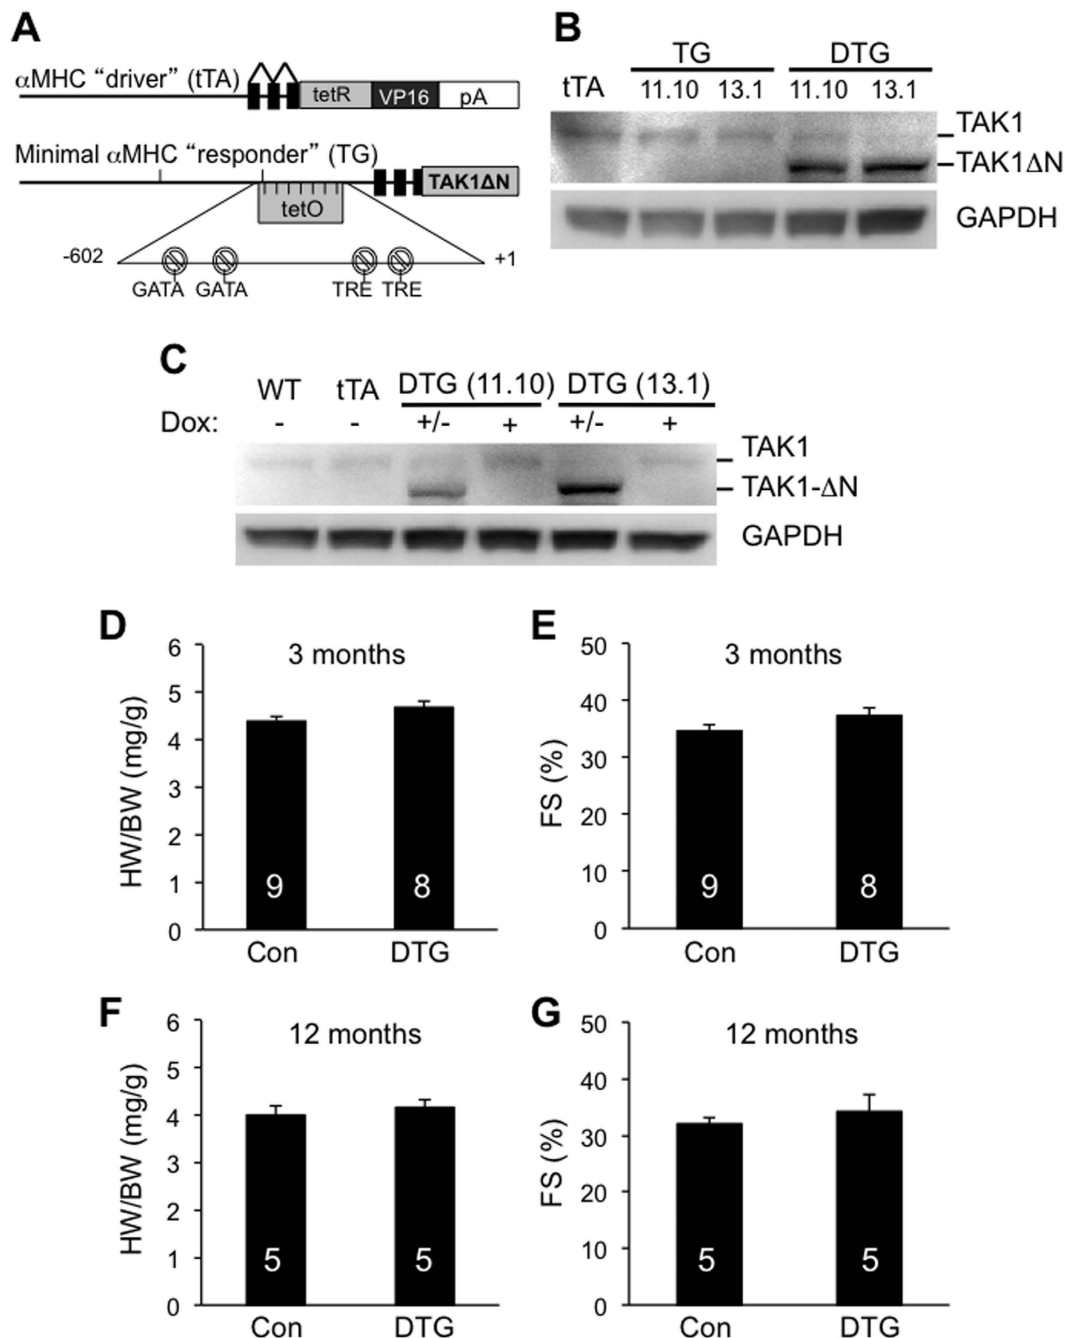 A
αMHC “driver” (tTA)
tetR VP16 pA
Minimal αMHC “responder” (TG)
TAK1ΔN
tetO
-602 +1
GATA GATA TRE TRE
B
TG DTG
tTA 11.10 13.1 11.10 13.1
TAK1
TAK1ΔN
GAPDH
C
WT tTA DTG (11.10) DTG (13.1)
Dox: - - +/- + +/- +
TAK1
TAK1-ΔN
GAPDH
D
3 months
HW/BW (mg/g)
6
5
4
3
2
1
0
9 8
Con DTG
E
3 months
FS (%)
50
40
30
20
10
0
9 8
Con DTG
F
12 months
HW/BW (mg/g)
6
5
4
3
2
1
0
5 5
Con DTG
G
12 months
FS (%)
50
40
30
20
10
0
5 5
Con DTG